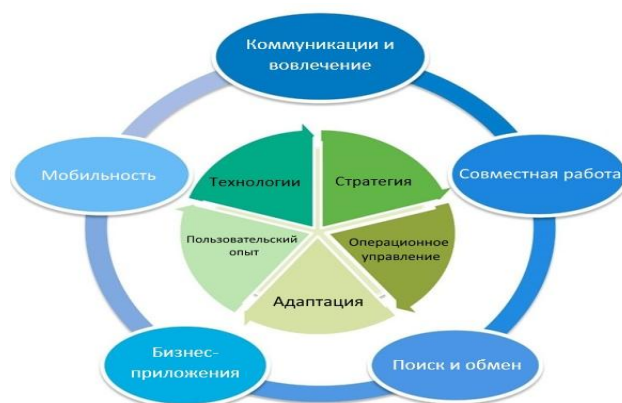 Коммуникации и
вовлечение
Мобильность
Совместная работа
Технологии
Стратегия
Пользовательский
опыт
Операционное
управление
Адаптация
Бизнес-
приложения
Поиск и обмен